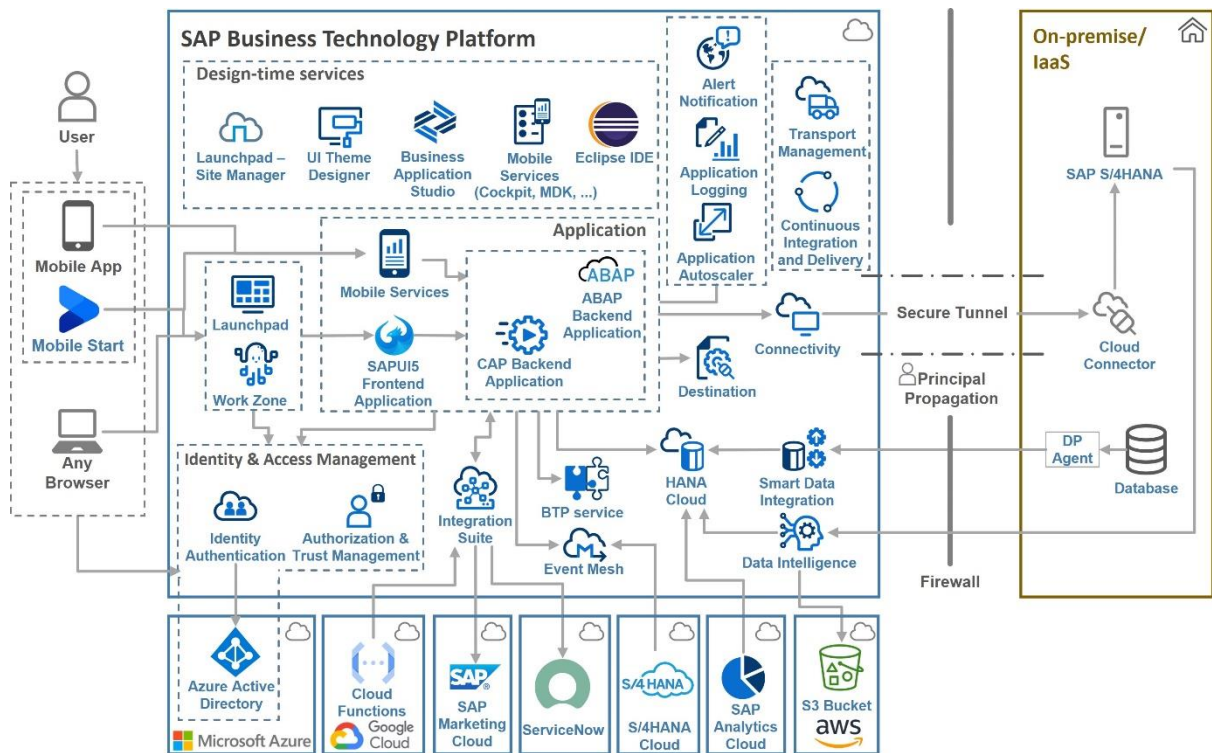 SAP Business Technology Platform
Design-time services
Launchpad –
Site Manager
UI Theme
Designer
Business
Application
Studio
Mobile
Services
(Cockpit, MDK, ...)
Eclipse IDE
Alert
Notification
Application
Logging
Application
Autoscaler
Transport
Management
Continuous
Integration
and Delivery
On-premise/
IaaS
SAP S/4HANA
User
Mobile App
Mobile Start
Any
Browser
Launchpad
Work Zone
Application
Mobile Services
SAPUI5
Frontend
Application
ABAP
ABAP
Backend
Application
CAP Backend
Application
Connectivity
Destination
Secure Tunnel
Cloud
Connector
Principal
Propagation
Identity & Access Management
Identity
Authentication
Authorization &
Trust Management
Integration
Suite
BTP service
M
Event Mesh
HANA
Cloud
Smart Data
Integration
Data Intelligence
DP
Agent
Database
Firewall
Azure Active
Directory
Microsoft Azure
Cloud
Functions
Google
Cloud
SAP
SAP
Marketing
Cloud
ServiceNow
S/4HANA
S/4HANA
Cloud
SAP
Analytics
Cloud
S3 Bucket
aws